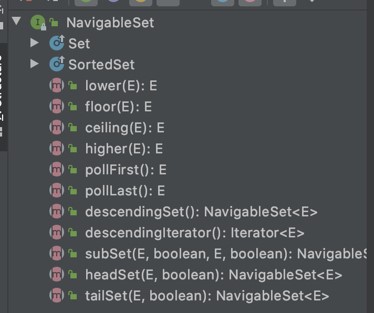 NavigableSet
Set
SortedSet
lower(E): E
floor(E): E
ceiling(E): E
higher(E): E
pollFirst(): E
pollLast(): E
descendingSet(): NavigableSet<E>
descendingIterator(): Iterator<E>
subSet(E, boolean, E, boolean): NavigableS
headSet(E, boolean): NavigableSet<E>
tailSet(E, boolean): NavigableSet<E>